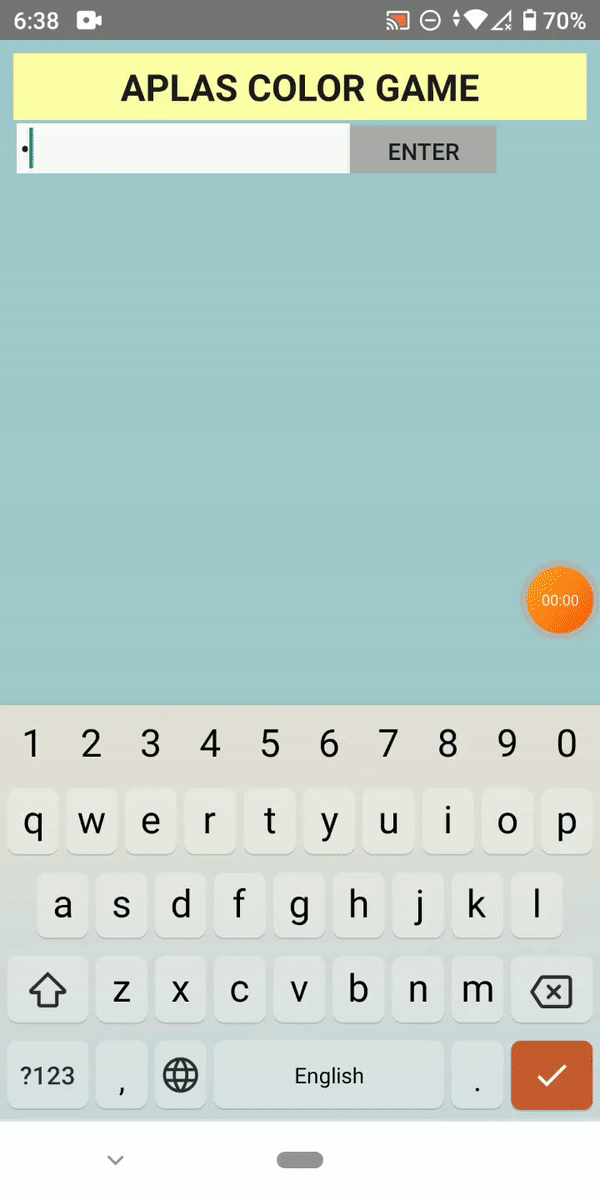 6:38 70%
APLAS COLOR GAME
• ENTER
00:00
1 2 3 4 5 6 7 8 9 0
q w e r t y u i o p
a s d f g h j k l
z x c v b n m
?123 , English .